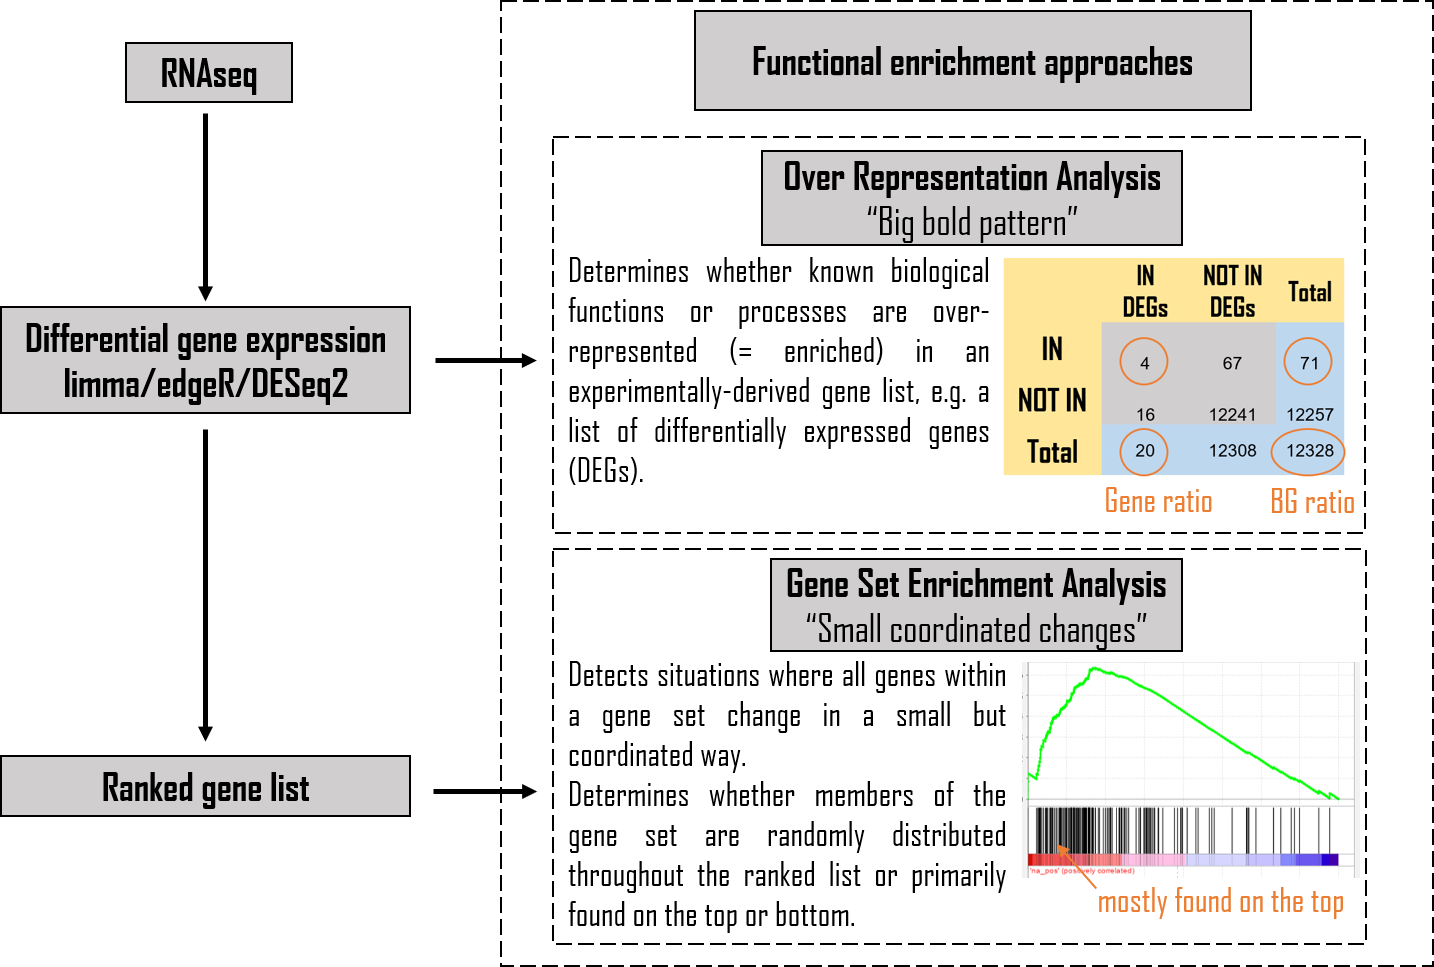 RNAseq
Differential gene expression
limma/edgeR/DESeq2
Ranked gene list
Functional enrichment approaches
Over Representation Analysis
“Big bold pattern”
Determines whether known biological
functions or processes are over-
represented (= enriched) in an
experimentally-derived gene list, e.g. a
list of differentially expressed genes
(DEGs).
IN DEGs NOT IN DEGs Total
IN 4 67 71
NOT IN 16 12241 12257
Total 20 12308 12328
Gene ratio BG ratio
Gene Set Enrichment Analysis
“Small coordinated changes”
Detects situations where all genes within
a gene set change in a small but
coordinated way.
Determines whether members of the
gene set are randomly distributed
throughout the ranked list or primarily
found on the top or bottom.
'na_pos' (positively correlated)
mostly found on the top